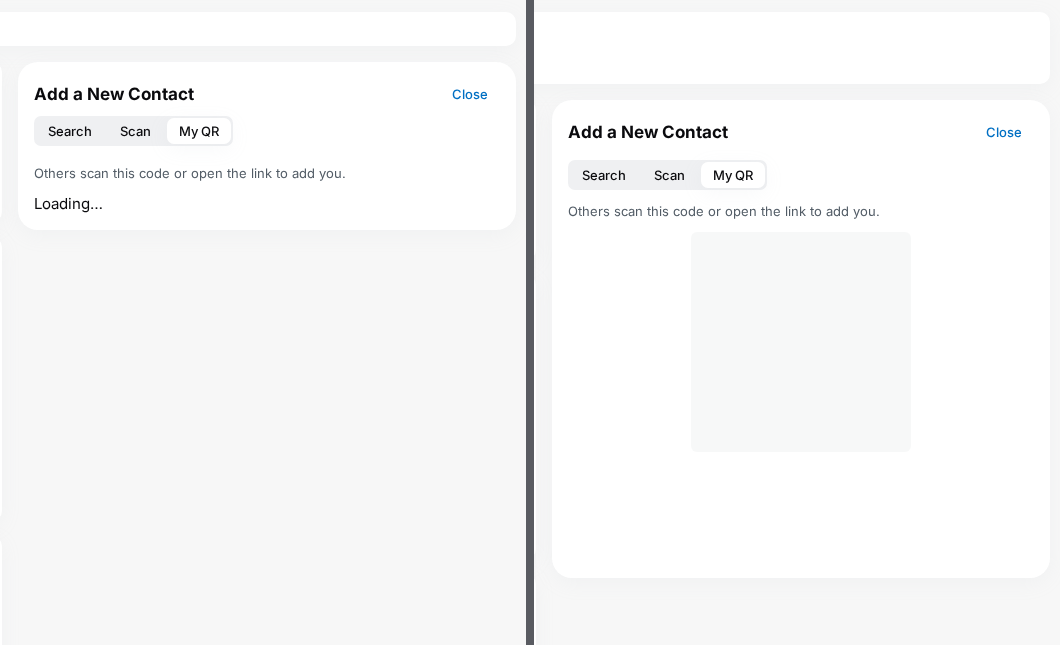 Add a New Contact
Close
Search Scan My QR
Others scan this code or open the link to add you.
Loading...
Add a New Contact
Close
Search Scan My QR
Others scan this code or open the link to add you.